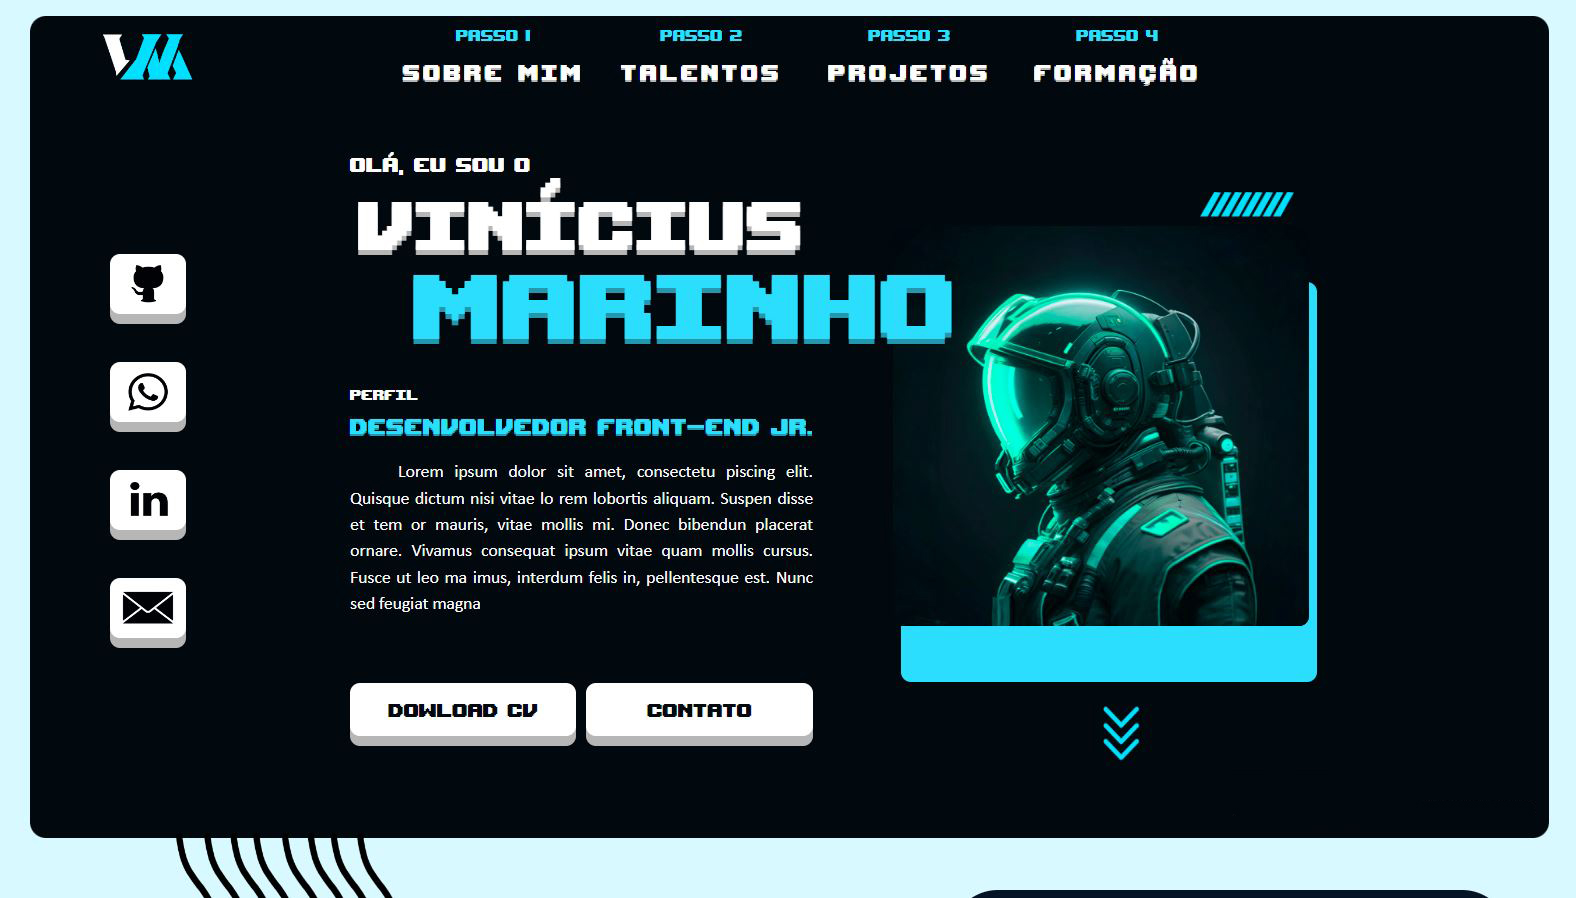 VM
PASSO 1
SOBRE MIM
PASSO 2
TALENTOS
PASSO 3
PROJETOS
PASSO 4
FORMAÇÃO
OLÁ, EU SOU O
VINÍCIUS
MARINHO
in
PERFIL
DESENVOLVEDOR FRONT-END JR.
Lorem ipsum dolor sit amet, consectetu piscing elit.
Quisque dictum nisi vitae lo rem lobortis aliquam. Suspen disse
et tem or mauris, vitae mollis mi. Donec bibendun placerat
ornare. Vivamus consequat ipsum vitae quam mollis cursus.
Fusce ut leo ma imus, interdum felis in, pellentesque est. Nunc
sed feugiat magna
DOWLOAD CV
CONTATO